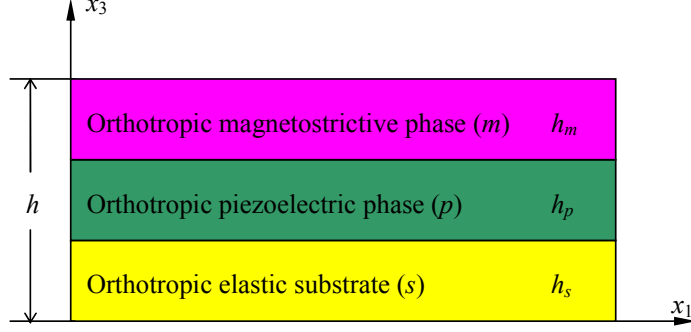 x₃
Orthotropic magnetostrictive phase (m) hₘ
h
Orthotropic piezoelectric phase (p) hₚ
Orthotropic elastic substrate (s) hₛ
x₁